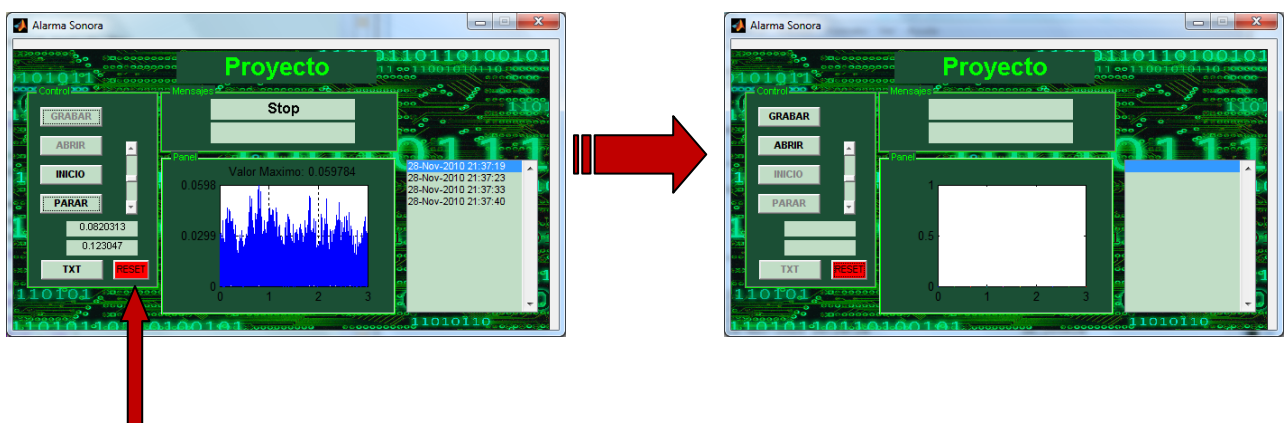 Alarma Sonora
Proyecto
Control
GRABAR
ABRIR
INICIO
PARAR
0.0820313
0.123047
TXT
RESET
Mensajes
Stop
Panel
Valor Maximo: 0.059784
0.0598
0.0299
0
0 1 2 3
28-Nov-2010 21:37:19
28-Nov-2010 21:37:23
28-Nov-2010 21:37:33
28-Nov-2010 21:37:40
Alarma Sonora
Proyecto
Control
GRABAR
ABRIR
INICIO
PARAR
TXT
RESET
Mensajes
Panel
1
0.5
0
0 1 2 3